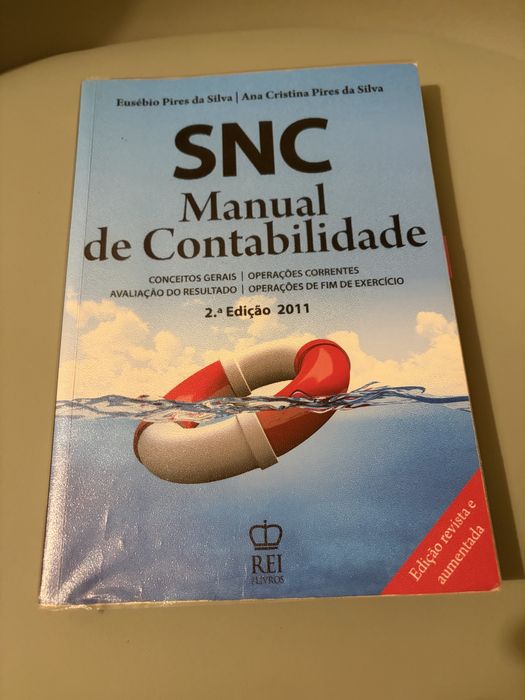 Eusébio Pires da Silva | Ana Cristina Pires da Silva
SNC
Manual
de Contabilidade
CONCEITOS GERAIS | OPERAÇÕES CORRENTES
AVALIAÇÃO DO RESULTADO | OPERAÇÕES DE FIM DE EXERCÍCIO
2.ª Edição 2011
REI
DOS LIVROS
Edição revista e
aumentada